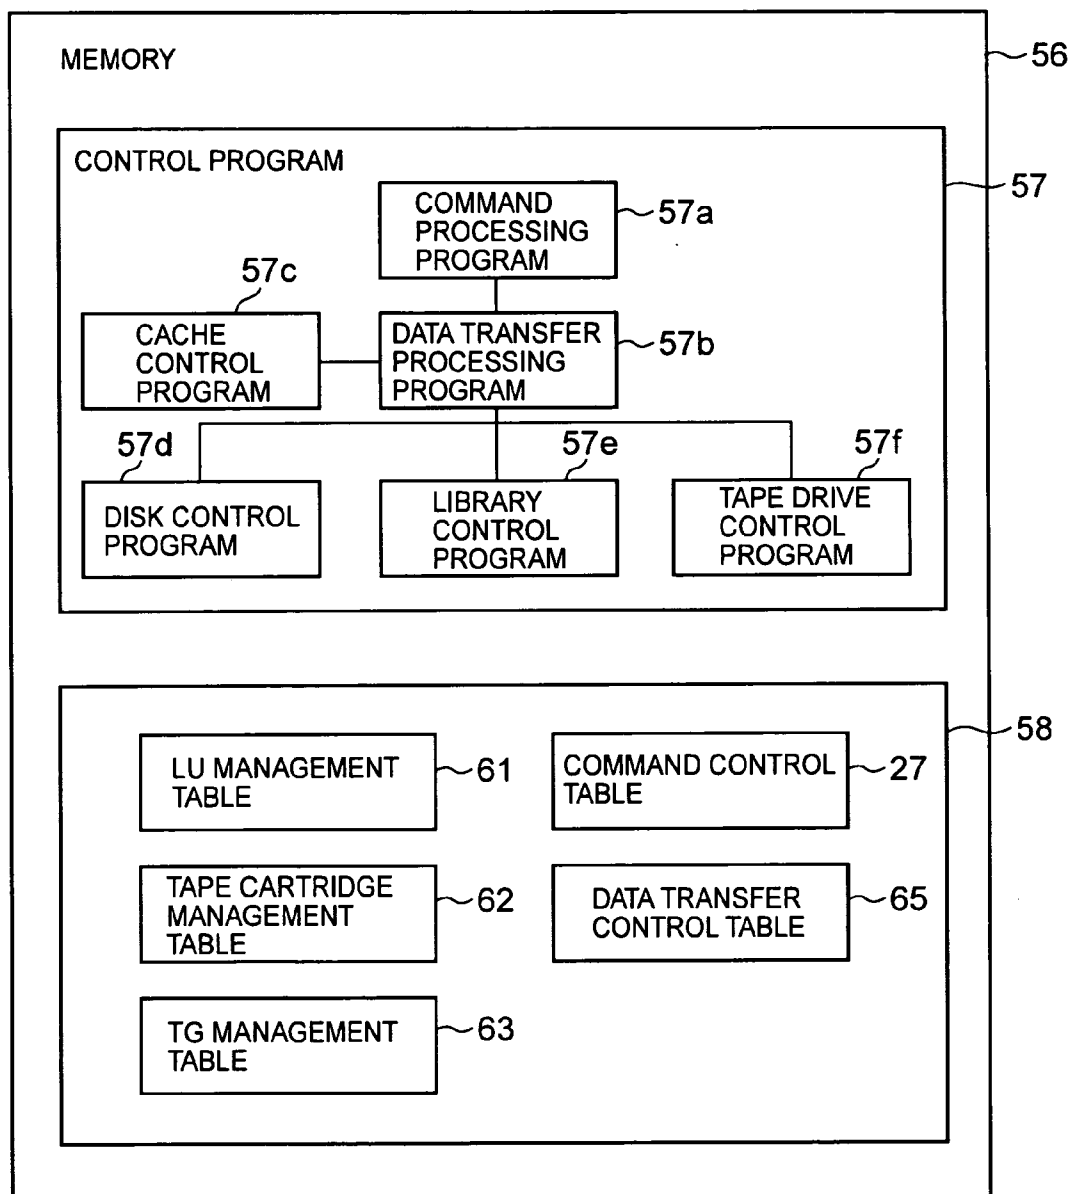 MEMORY
56
CONTROL PROGRAM
57
COMMAND
PROCESSING
PROGRAM
57a
57c
CACHE
CONTROL
PROGRAM
DATA TRANSFER
PROCESSING
PROGRAM
57b
57d
57e
57f
DISK CONTROL
PROGRAM
LIBRARY
CONTROL
PROGRAM
TAPE DRIVE
CONTROL
PROGRAM
58
LU MANAGEMENT
TABLE
61
COMMAND CONTROL
TABLE
27
TAPE CARTRIDGE
MANAGEMENT
TABLE
62
DATA TRANSFER
CONTROL TABLE
65
TG MANAGEMENT
TABLE
63